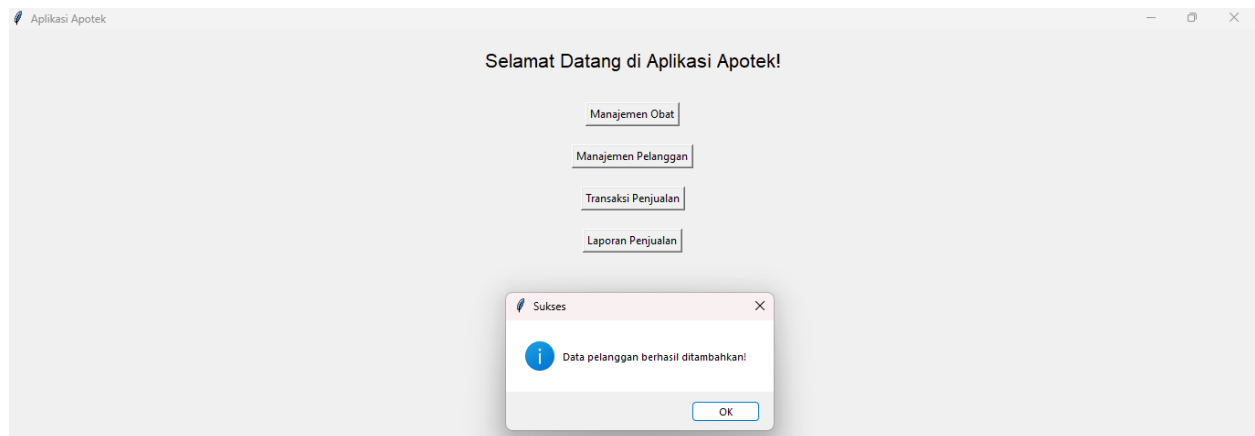 Aplikasi Apotek
Selamat Datang di Aplikasi Apotek!
Manajemen Obat
Manajemen Pelanggan
Transaksi Penjualan
Laporan Penjualan
Sukses
Data pelanggan berhasil ditambahkan!
OK